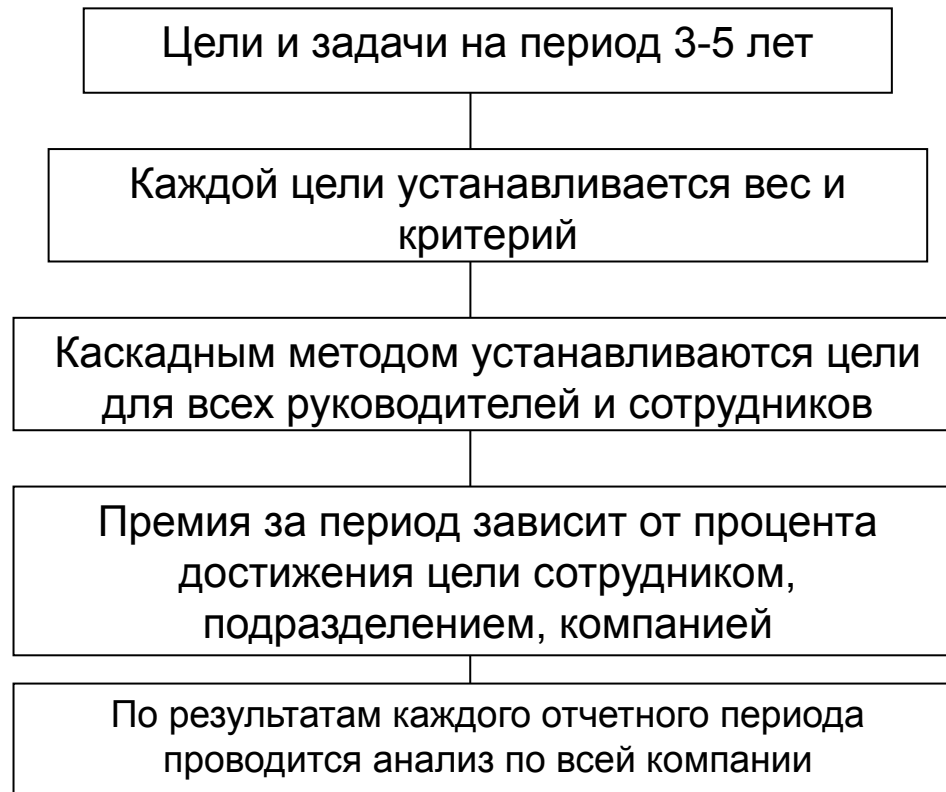 Цели и задачи на период 3-5 лет
Каждой цели устанавливается вес и
критерий
Каскадным методом устанавливаются цели
для всех руководителей и сотрудников
Премия за период зависит от процента
достижения цели сотрудником,
подразделением, компанией
По результатам каждого отчетного периода
проводится анализ по всей компании